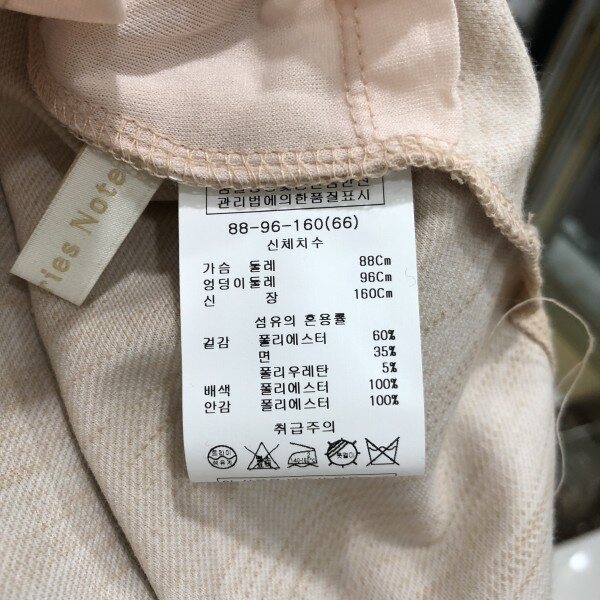 관리법에의한품질표시
88-96-160(66)
신체치수
가슴 둘레 88Cm
엉덩이둘레 96Cm
신 장 160Cm
섬유의 혼용률
겉감 폴리에스터 60%
면 35%
폴리우레탄 5%
배색 폴리에스터 100%
안감 폴리에스터 100%
취급주의
옷걸이
ries Note